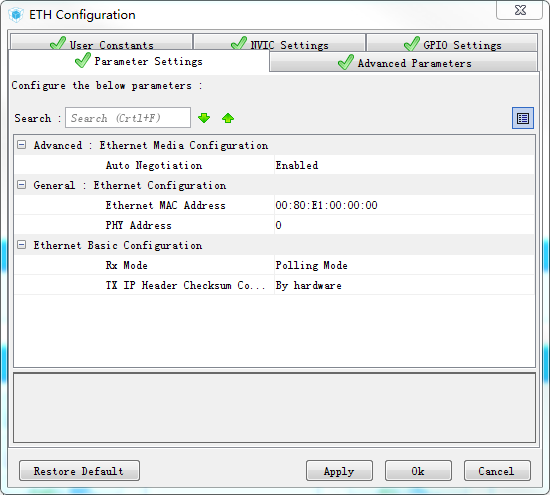 ETH Configuration
User Constants
NVIC Settings
GPIO Settings
Parameter Settings
Advanced Parameters
Configure the below parameters :
Search : Search (Crtl+F)
Advanced : Ethernet Media Configuration
Auto Negotiation Enabled
General : Ethernet Configuration
Ethernet MAC Address 00:80:E1:00:00:00
PHY Address 0
Ethernet Basic Configuration
Rx Mode Polling Mode
TX IP Header Checksum Co... By hardware
Restore Default
Apply
Ok
Cancel